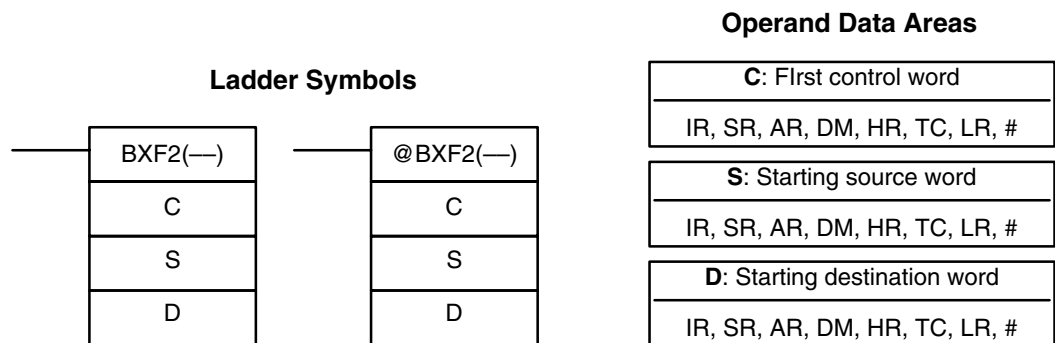 Ladder Symbols
BXF2(––)
C
S
D
@BXF2(––)
C
S
D
Operand Data Areas
C: FIrst control word
IR, SR, AR, DM, HR, TC, LR, #
S: Starting source word
IR, SR, AR, DM, HR, TC, LR, #
D: Starting destination word
IR, SR, AR, DM, HR, TC, LR, #